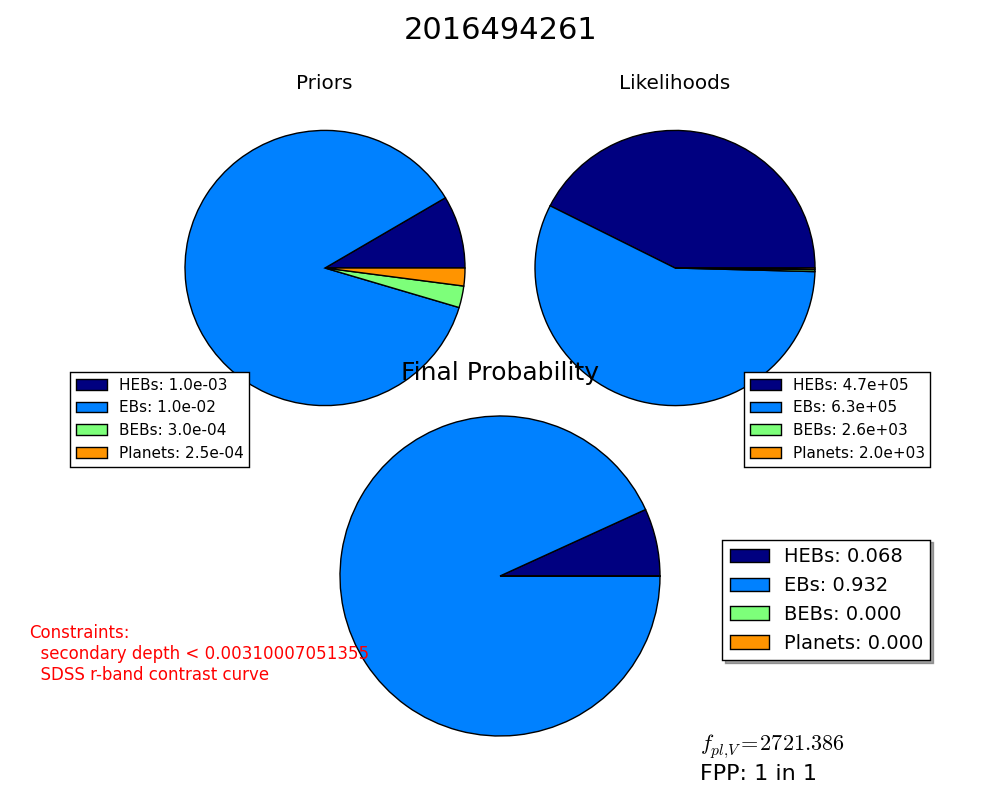 2016494261
Priors
Likelihoods
HEBs: 1.0e-03
EBs: 1.0e-02
BEBs: 3.0e-04
Planets: 2.5e-04
HEBs: 4.7e+05
EBs: 6.3e+05
BEBs: 2.6e+03
Planets: 2.0e+03
Final Probability
HEBs: 0.068
EBs: 0.932
BEBs: 0.000
Planets: 0.000
Constraints:
secondary depth < 0.00310007051355
SDSS r-band contrast curve
f_{pl,V} = 2721.386
FPP: 1 in 1